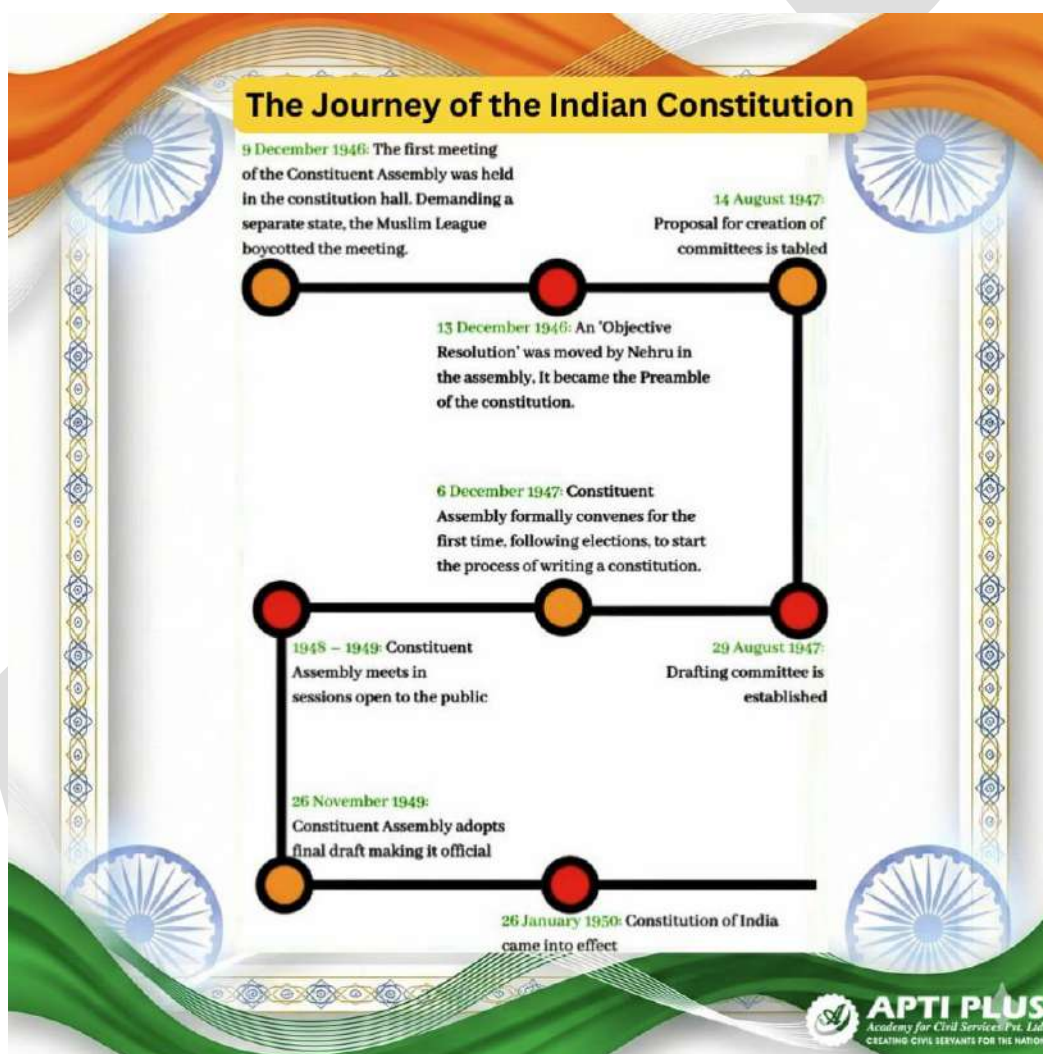 The Journey of the Indian Constitution
9 December 1946: The first meeting
of the Constituent Assembly was held
in the constitution hall. Demanding a
separate state, the Muslim League
boycotted the meeting.
14 August 1947:
Proposal for creation of
committees is tabled
13 December 1946: An 'Objective
Resolution' was moved by Nehru in
the assembly, It became the Preamble
of the constitution.
6 December 1947: Constituent
Assembly formally convenes for the
first time, following elections, to start
the process of writing a constitution.
1948 – 1949: Constituent
Assembly meets in
sessions open to the public
29 August 1947:
Drafting committee is
established
26 November 1949:
Constituent Assembly adopts
final draft making it official
26 January 1950: Constitution of India
came into effect
APTI PLUS
Academy for Civil Services Pvt. Ltd
CREATING CIVIL SERVANTS FOR THE NATION